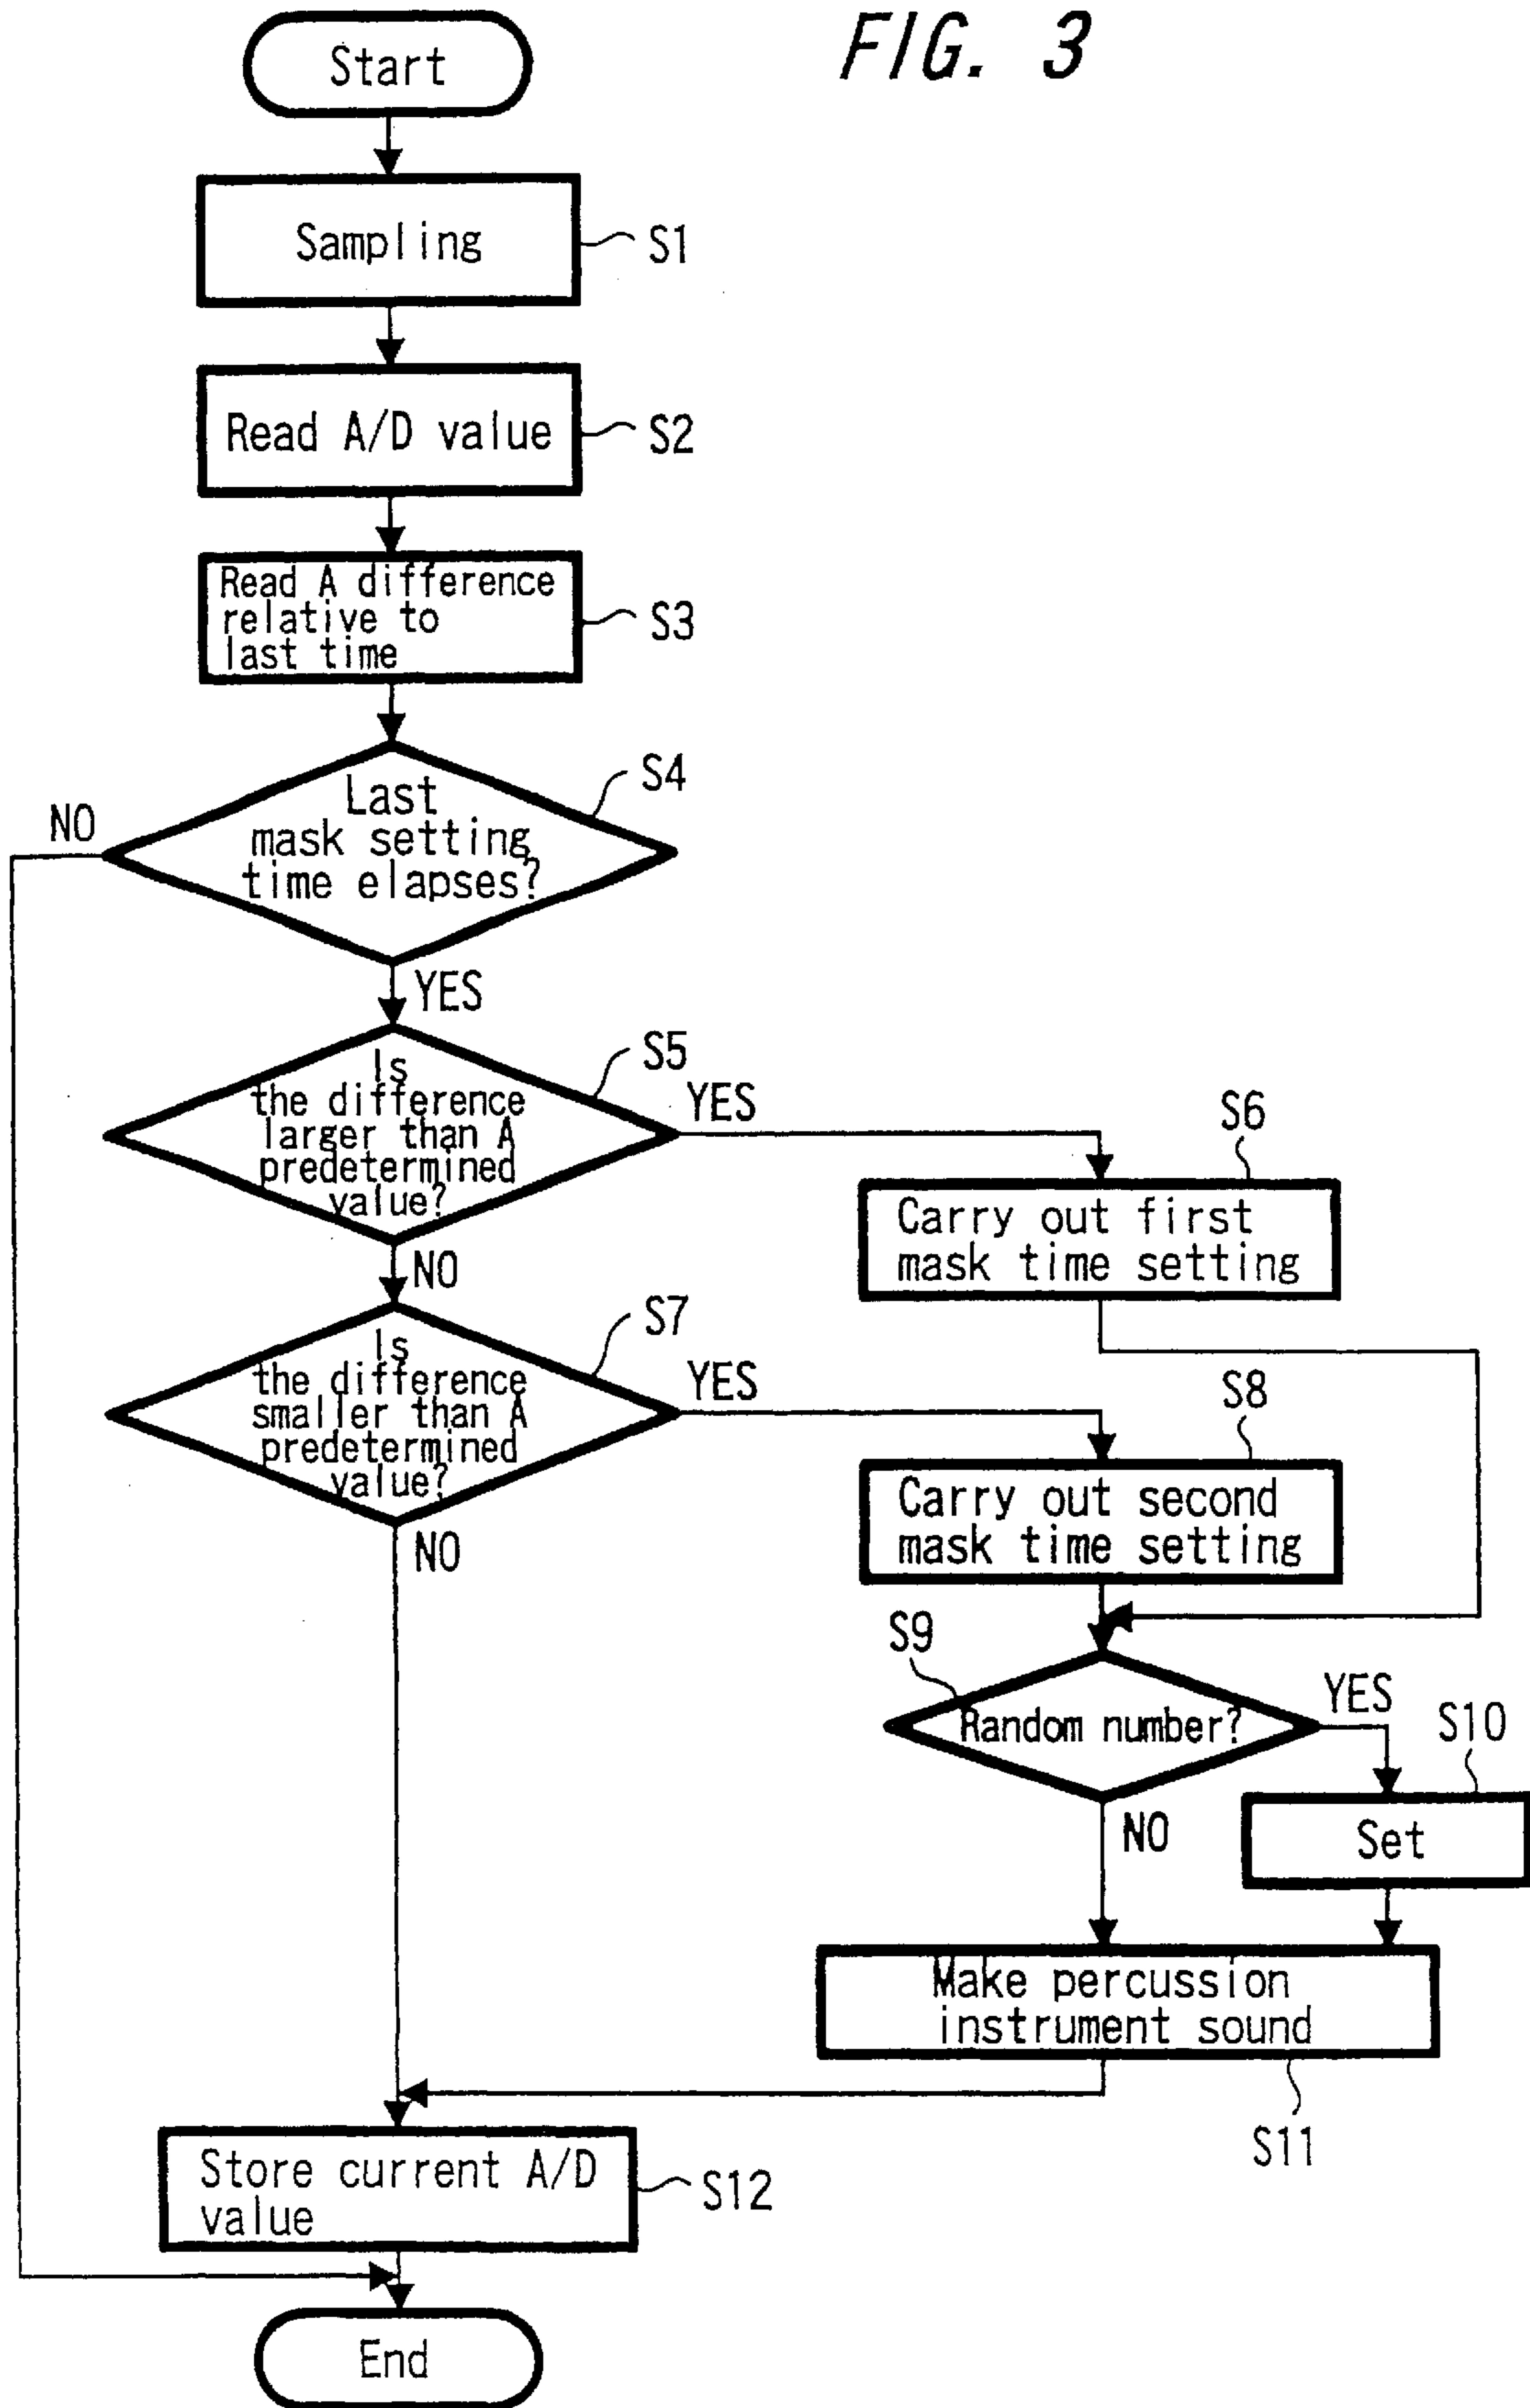 FIG. 3
Start
Sampling
S1
Read A/D value
S2
Read A difference
relative to
last time
S3
Last
mask setting
time elapses?
S4
NO
YES
Is
the difference
larger than A
predetermined
value?
S5
YES
NO
S6
Carry out first
mask time setting
Is
the difference
smaller than A
predetermined
value?
S7
YES
NO
S8
Carry out second
mask time setting
S9
Random number?
YES
NO
S10
Set
Make percussion
instrument sound
S11
Store current A/D
value
S12
End